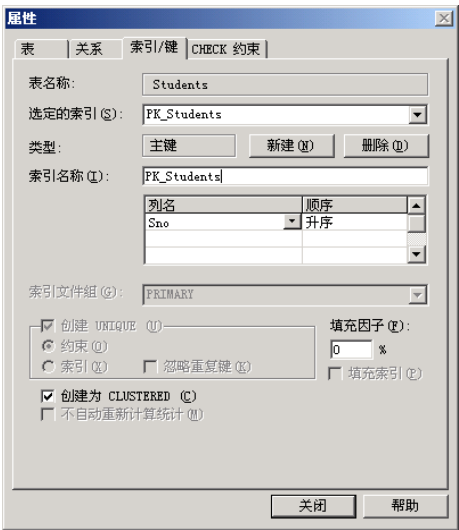 属性
表 关系 索引/键 CHECK 约束
表名称: Students
选定的索引(S): PK_Students
类型: 主键 新建(N) 删除(D)
索引名称(I): PK_Students
列名 顺序
Sno 升序
索引文件组(G): PRIMARY
创建 UNIQUE (U) 填充因子(F):
约束(O) 0 %
索引(X) 忽略重复键(K) 填充索引(P)
创建为 CLUSTERED (C)
不自动重新计算统计(M)
关闭 帮助